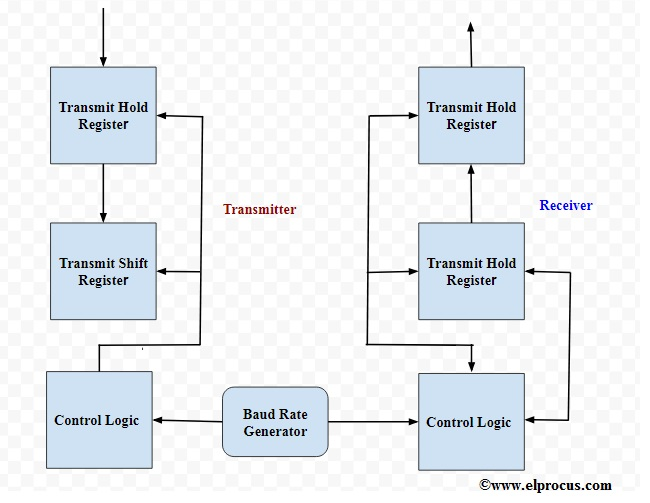 Transmit Hold
Register
Transmit Hold
Register
Transmitter
Receiver
Transmit Shift
Register
Transmit Hold
Register
Control Logic
Baud Rate
Generator
Control Logic
©www.elprocus.com